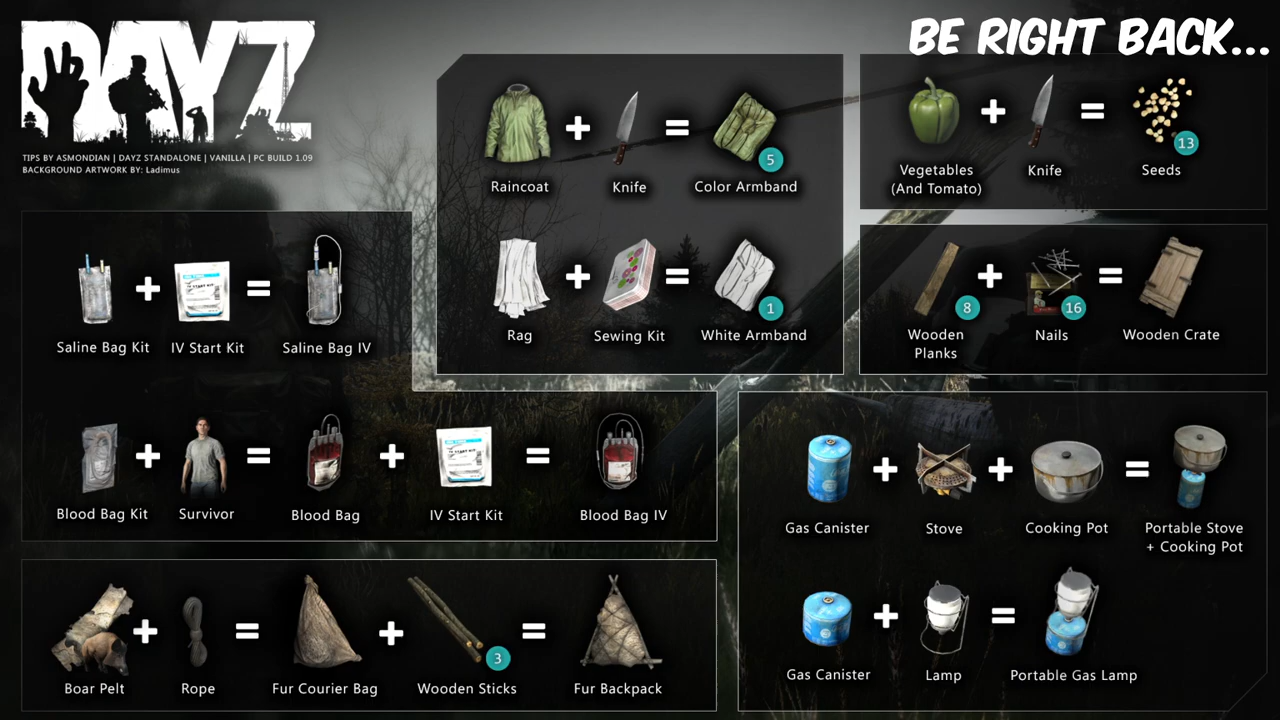 DAYZ
BE RIGHT BACK...
TIPS BY ASMONDIAN | DAYZ STANDALONE | VANILLA | PC BUILD 1.09
BACKGROUND ARTWORK BY: Ladimus
Raincoat + Knife = Color Armband
5
Rag + Sewing Kit = White Armband
1
Vegetables
(And Tomato) + Knife = Seeds
13
Wooden
Planks + Nails = Wooden Crate
8
16
Saline Bag Kit + IV Start Kit = Saline Bag IV
Blood Bag Kit + Survivor = Blood Bag + IV Start Kit = Blood Bag IV
Gas Canister + Stove + Cooking Pot = Portable Stove
+ Cooking Pot
Gas Canister + Lamp = Portable Gas Lamp
Boar Pelt + Rope = Fur Courier Bag + Wooden Sticks = Fur Backpack
3